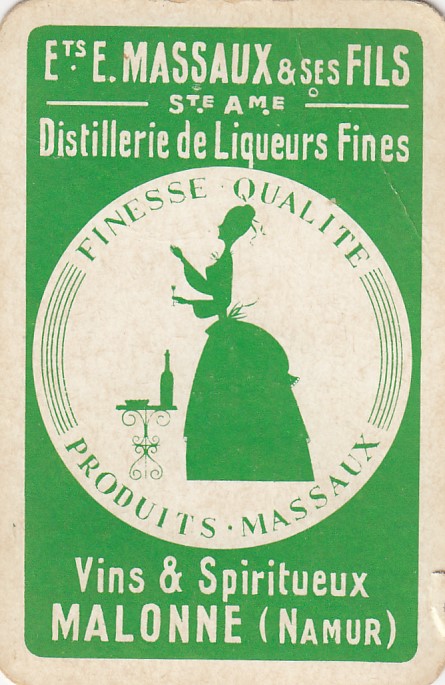 ETS E. MASSAUX & SES FILS
STE AME
Distillerie de Liqueurs Fines
FINESSE · QUALITE
PRODUITS · MASSAUX
Vins & Spiritueux
MALONNE (NAMUR)